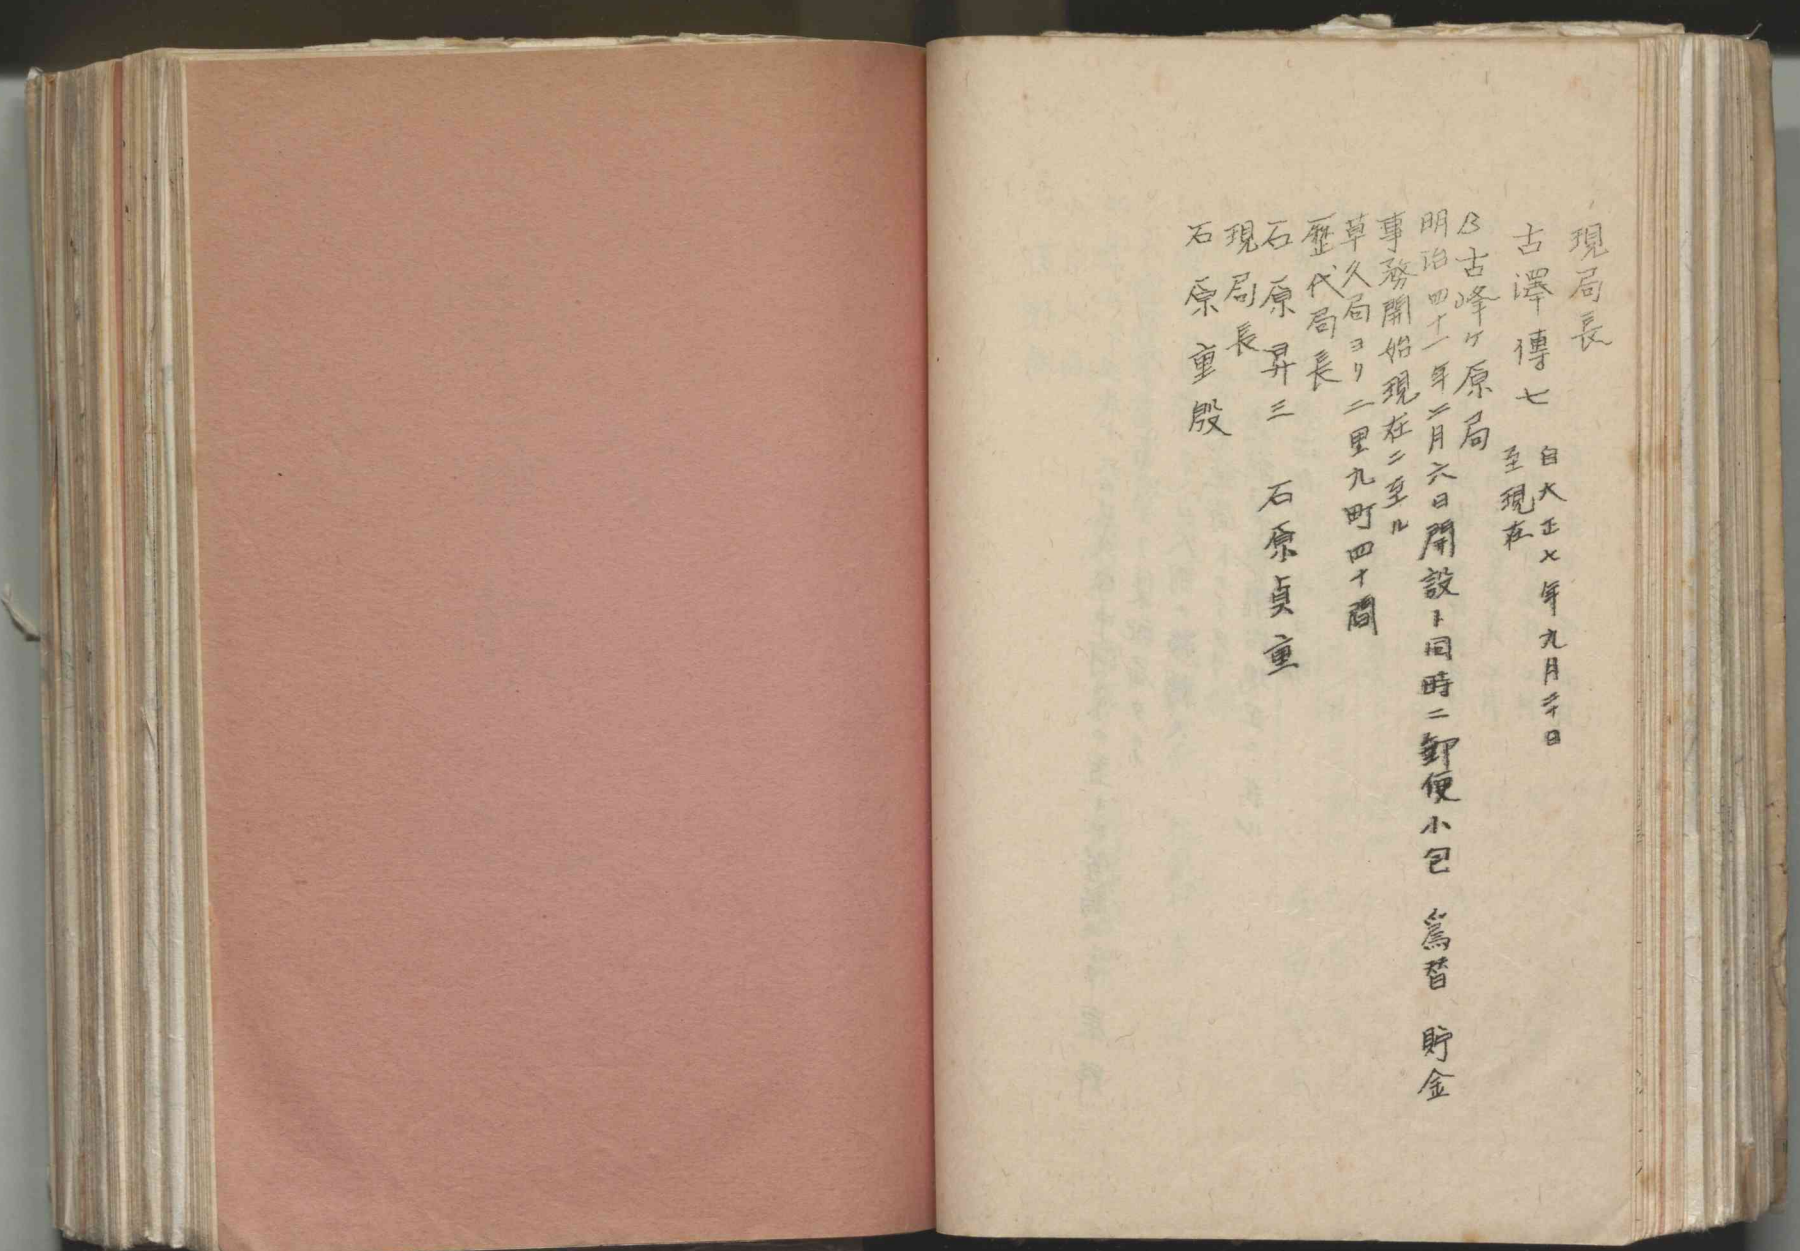 現局長
古澤傳七 自大正七年九月三十日
至現在
B古峰ヶ原局
明治四十一年二月六日開設ト同時ニ郵便小包 為替 貯金
事務開始現在ニ至ル
草久局ヨリ二里九町四十間
歴代局長
石原昇三 石原貞重
現局長
石原重殷